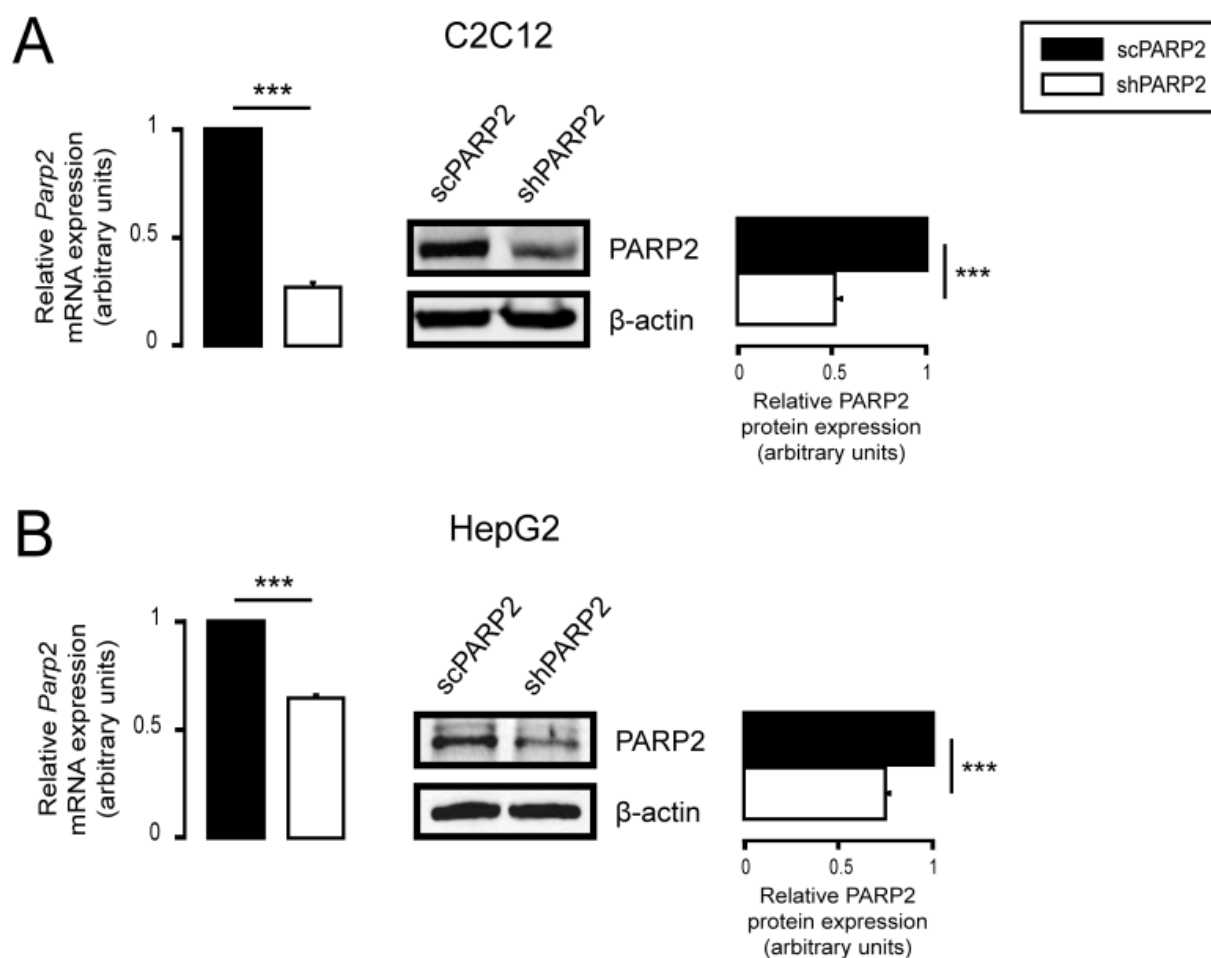 A
C2C12
scPARP2
shPARP2
***
1
0.5
0
Relative Parp2
mRNA expression
(arbitrary units)
scPARP2
shPARP2
PARP2
β-actin
***
0
0.5
1
Relative PARP2
protein expression
(arbitrary units)
B
HepG2
***
1
0.5
0
Relative Parp2
mRNA expression
(arbitrary units)
scPARP2
shPARP2
PARP2
β-actin
***
0
0.5
1
Relative PARP2
protein expression
(arbitrary units)